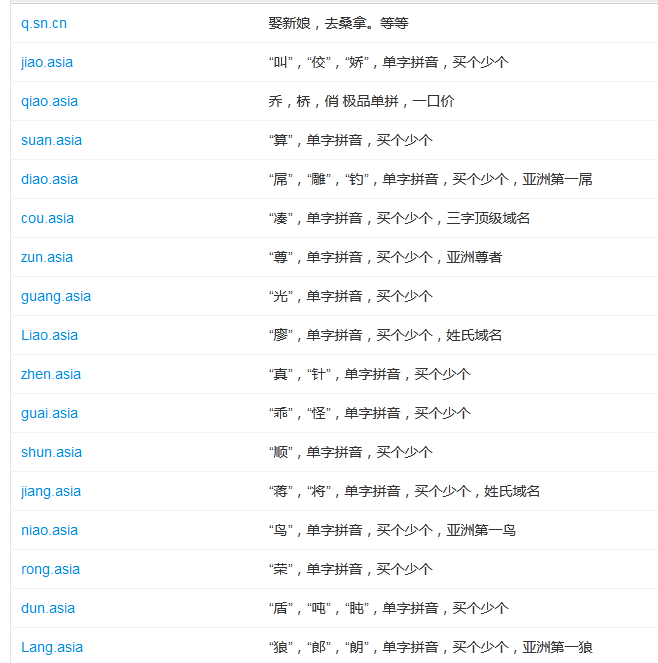 q.sn.cn 娶新娘，去桑拿。等等
jiao.asia “叫”，“佼”，“娇”，单字拼音，买个少个
qiao.asia 乔，桥，俏 极品单拼，一口价
suan.asia “算”，单字拼音，买个少个
diao.asia “屌”，“雕”，“钓”，单字拼音，买个少个，亚洲第一屌
cou.asia “凑”，单字拼音，买个少个，三字顶级域名
zun.asia “尊”，单字拼音，买个少个，亚洲尊者
guang.asia “光”，单字拼音，买个少个
Liao.asia “廖”，单字拼音，买个少个，姓氏域名
zhen.asia “真”，“针”，单字拼音，买个少个
guai.asia “乖”，“怪”，单字拼音，买个少个
shun.asia “顺”，单字拼音，买个少个
jiang.asia “蒋”，“将”，单字拼音，买个少个，姓氏域名
niao.asia “鸟”，单字拼音，买个少个，亚洲第一鸟
rong.asia “荣”，单字拼音，买个少个
dun.asia “盾”，“吨”，“盹”，单字拼音，买个少个
Lang.asia “狼”，“郎”，“朗”，单字拼音，买个少个，亚洲第一狼